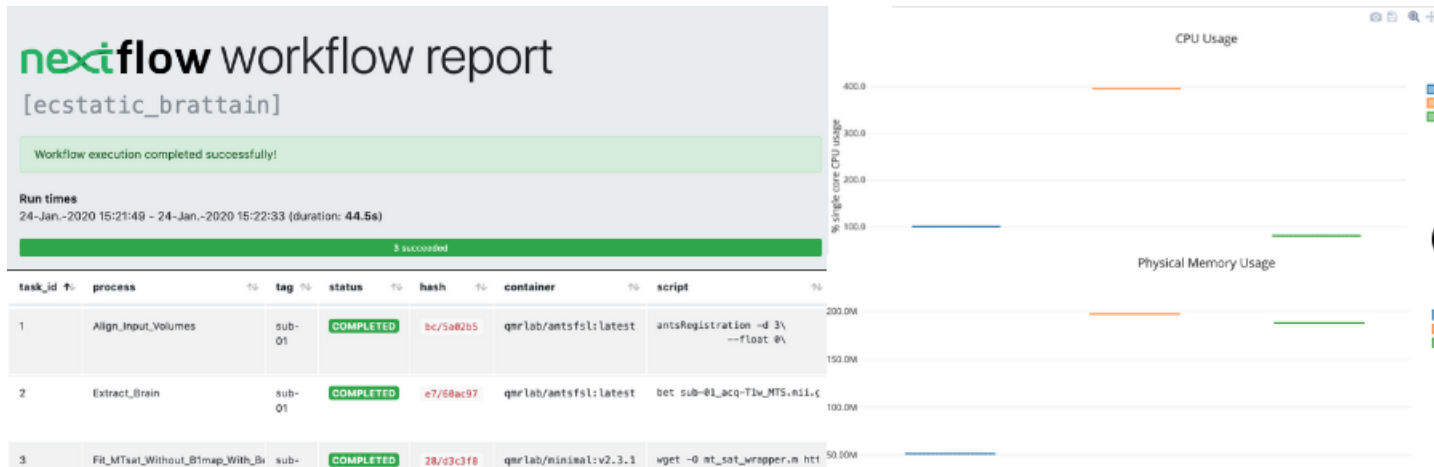 nextflow workflow report
[ecstatic_brattain]
Workflow execution completed successfully!
Run times
24-Jan.-2020 15:21:49 - 24-Jan.-2020 15:22:33 (duration: 44.5s)
3 succeeded
task_id process tag status hash container script
1 Align_Input_Volumes sub-01 COMPLETED bc/5a02b5 qmrlab/antsfsl:latest antsRegistration -d 3\
--float 0\
2 Extract_Brain sub-01 COMPLETED e7/60ac97 qmrlab/antsfsl:latest bet sub-01_acq-T1w_MTS.nii.g
3 Fit_MTsat_Without_B1map_With_Be sub- COMPLETED 28/d3c3f8 qmrlab/minimal:v2.3.1 wget -O mt_sat_wrapper.m htt
CPU Usage
% single core CPU usage
400.0
300.0
200.0
100.0
Physical Memory Usage
200.0M
150.0M
100.0M
50.00M